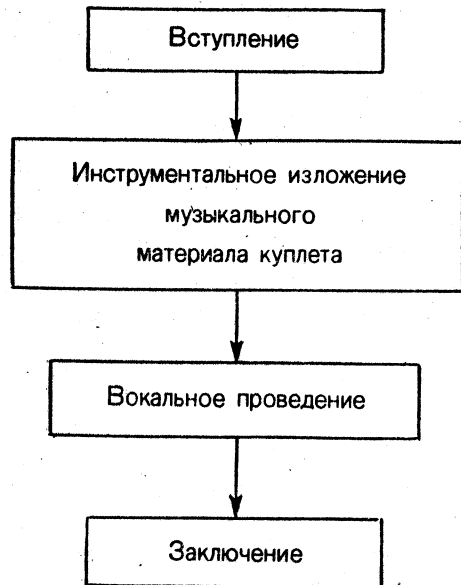 Вступление
Инструментальное изложение
музыкального
материала куплета
Вокальное проведение
Заключение